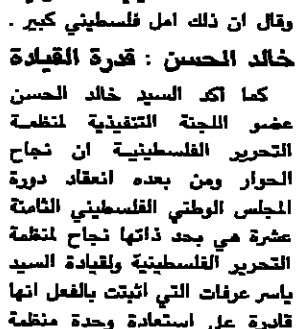 وقال ان ذلك امل فلسطيني كبير .
خالد الحسن : قدرة القيادة
كما اكد السيد خالد الحسن
عضو اللجنة التنفيذية لمنظمة
التحرير الفلسطينية ان نجاح
الحوار ومن بعده انعقاد دورة
المجلس الوطني الفلسطيني الثامنة
عشرة هي بحد ذاتها نجاح لمنظمة
التحرير الفلسطينية ولقيادة السيد
ياسر عرفات التي اثبتت بالفعل انها
قادرة على استعادة وحدة منظمة